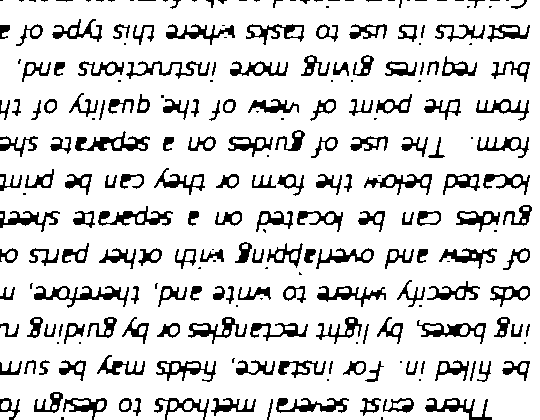 There exist several methods to design fo
be filled in. For instance, fields may be surr
ing boxes, by light rectangles or by guiding ru
ods specify where to write and, therefore, m
of skew and overlapping with other parts o
guides can be located on a separate sheet
located below the form or they can be print
form. The use of guides on a separate she
from the point of view of the quality of th
but requires giving more instructions and,
restricts its use to tasks where this type of a